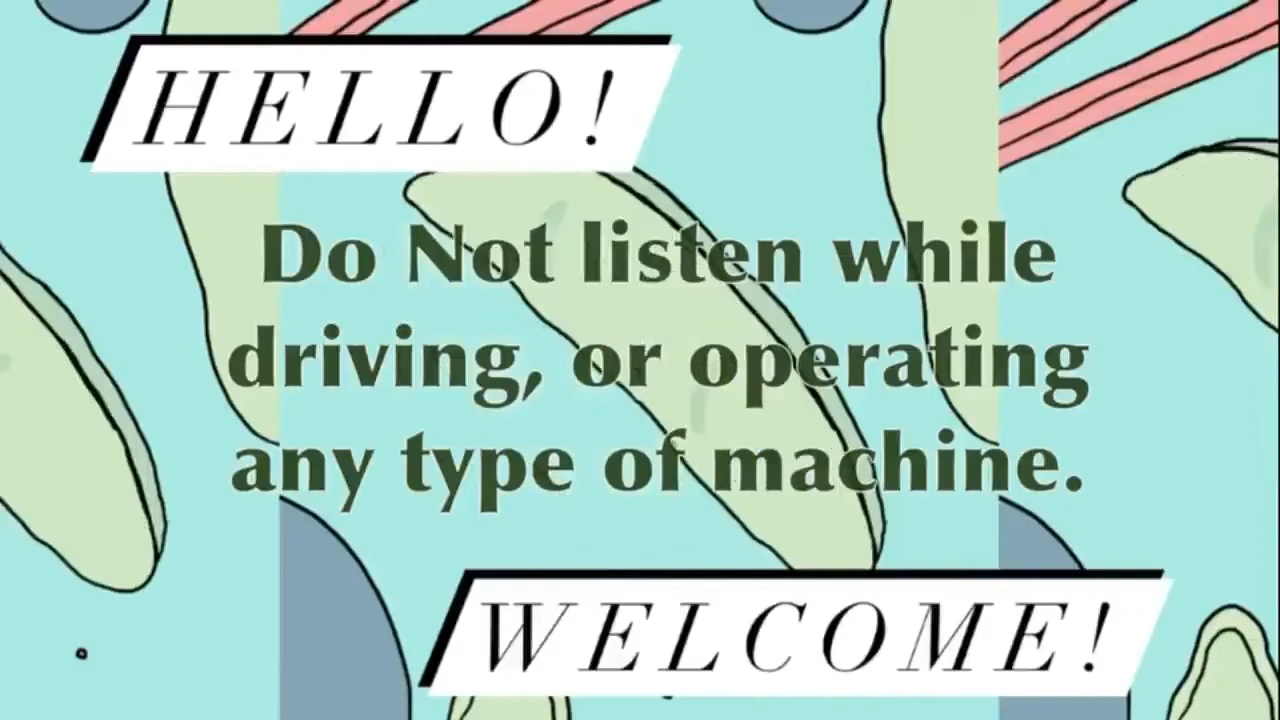 HELLO!
Do Not listen while
driving, or operating
any type of machine.
WELCOME!